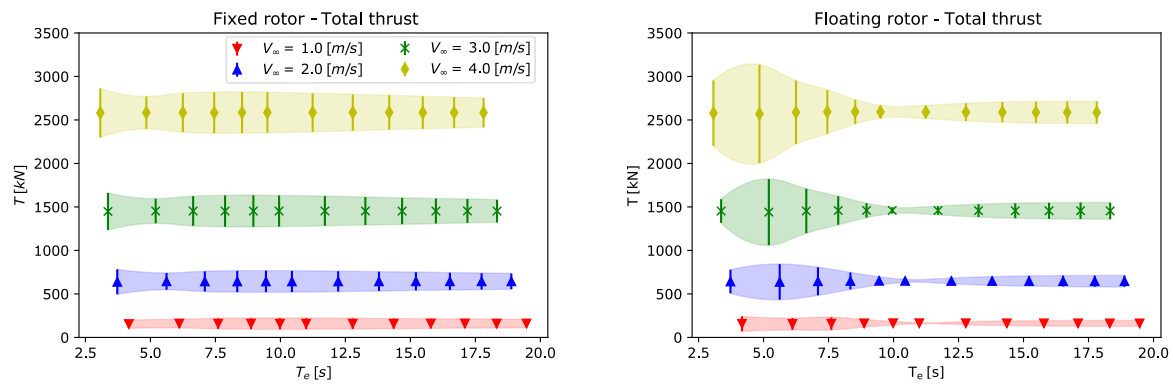 Fixed rotor - Total thrust
3500
3000
2500
2000
1500
1000
500
0
T [kN]
V∞ = 1.0 [m/s]
V∞ = 2.0 [m/s]
V∞ = 3.0 [m/s]
V∞ = 4.0 [m/s]
2.5 5.0 7.5 10.0 12.5 15.0 17.5 20.0
T_e [s]
Floating rotor - Total thrust
3500
3000
2500
2000
1500
1000
500
0
T [kN]
2.5 5.0 7.5 10.0 12.5 15.0 17.5 20.0
T_e [s]